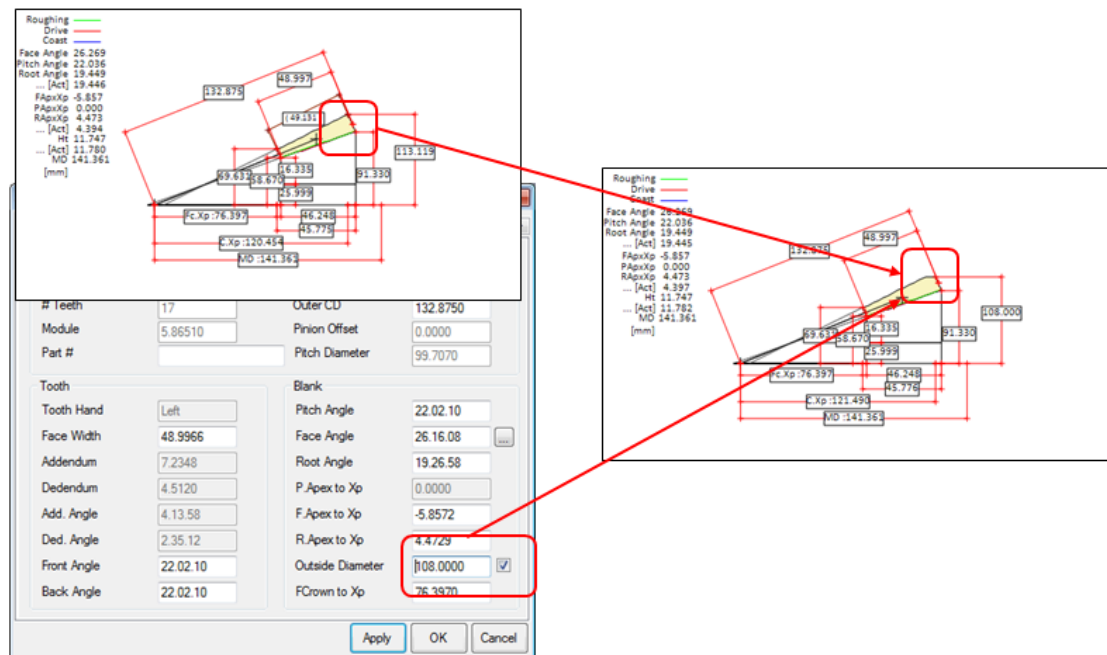 Roughing
Drive
Coast
Face Angle 26.269
Pitch Angle 22.036
Root Angle 19.449
... [Act] 19.446
FApxXp -5.857
PApxXp 0.000
RApxXp 4.473
... [Act] 4.394
Ht 11.747
... [Act] 11.780
MD 141.361
[mm]
132.875
48.997
[49.131]
113.119
69.631
16.335
58.670
91.330
25.999
Fc.Xp :76.397
46.248
45.775
C.Xp :120.454
MD :141.361
Roughing
Drive
Coast
Face Angle 26.269
Pitch Angle 22.036
Root Angle 19.449
... [Act] 19.445
FApxXp -5.857
PApxXp 0.000
RApxXp 4.473
... [Act] 4.397
Ht 11.747
... [Act] 11.782
MD 141.361
[mm]
132.875
48.997
108.000
69.631
16.335
58.670
91.330
25.999
Fc.Xp :76.397
46.248
45.776
C.Xp :121.490
MD :141.361
# Teeth 17 Outer CD 132.8750
Module 5.86510 Pinion Offset 0.0000
Part # Pitch Diameter 99.7070
Tooth Blank
Tooth Hand Left Pitch Angle 22.02.10
Face Width 48.9966 Face Angle 26.16.08 ...
Addendum 7.2348 Root Angle 19.26.58
Dedendum 4.5120 P.Apex to Xp 0.0000
Add. Angle 4.13.58 F.Apex to Xp -5.8572
Ded. Angle 2.35.12 R.Apex to Xp 4.4729
Front Angle 22.02.10 Outside Diameter 108.0000
Back Angle 22.02.10 FCrown to Xp 76.3970
Apply OK Cancel